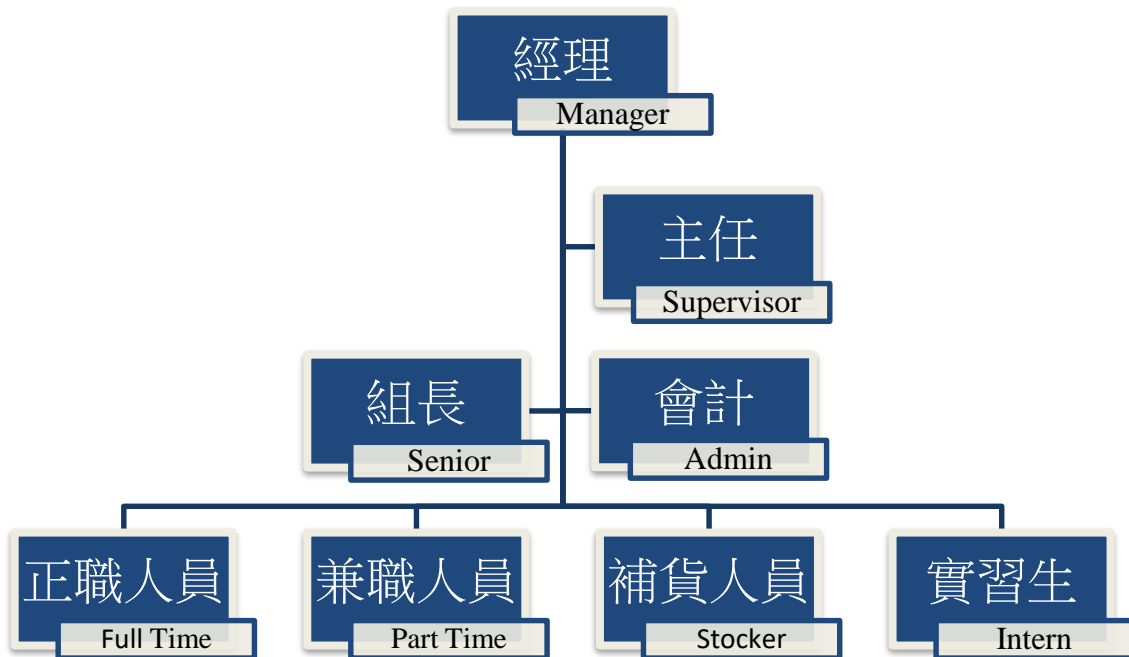 經理
Manager
主任
Supervisor
組長
Senior
會計
Admin
正職人員
Full Time
兼職人員
Part Time
補貨人員
Stocker
實習生
Intern